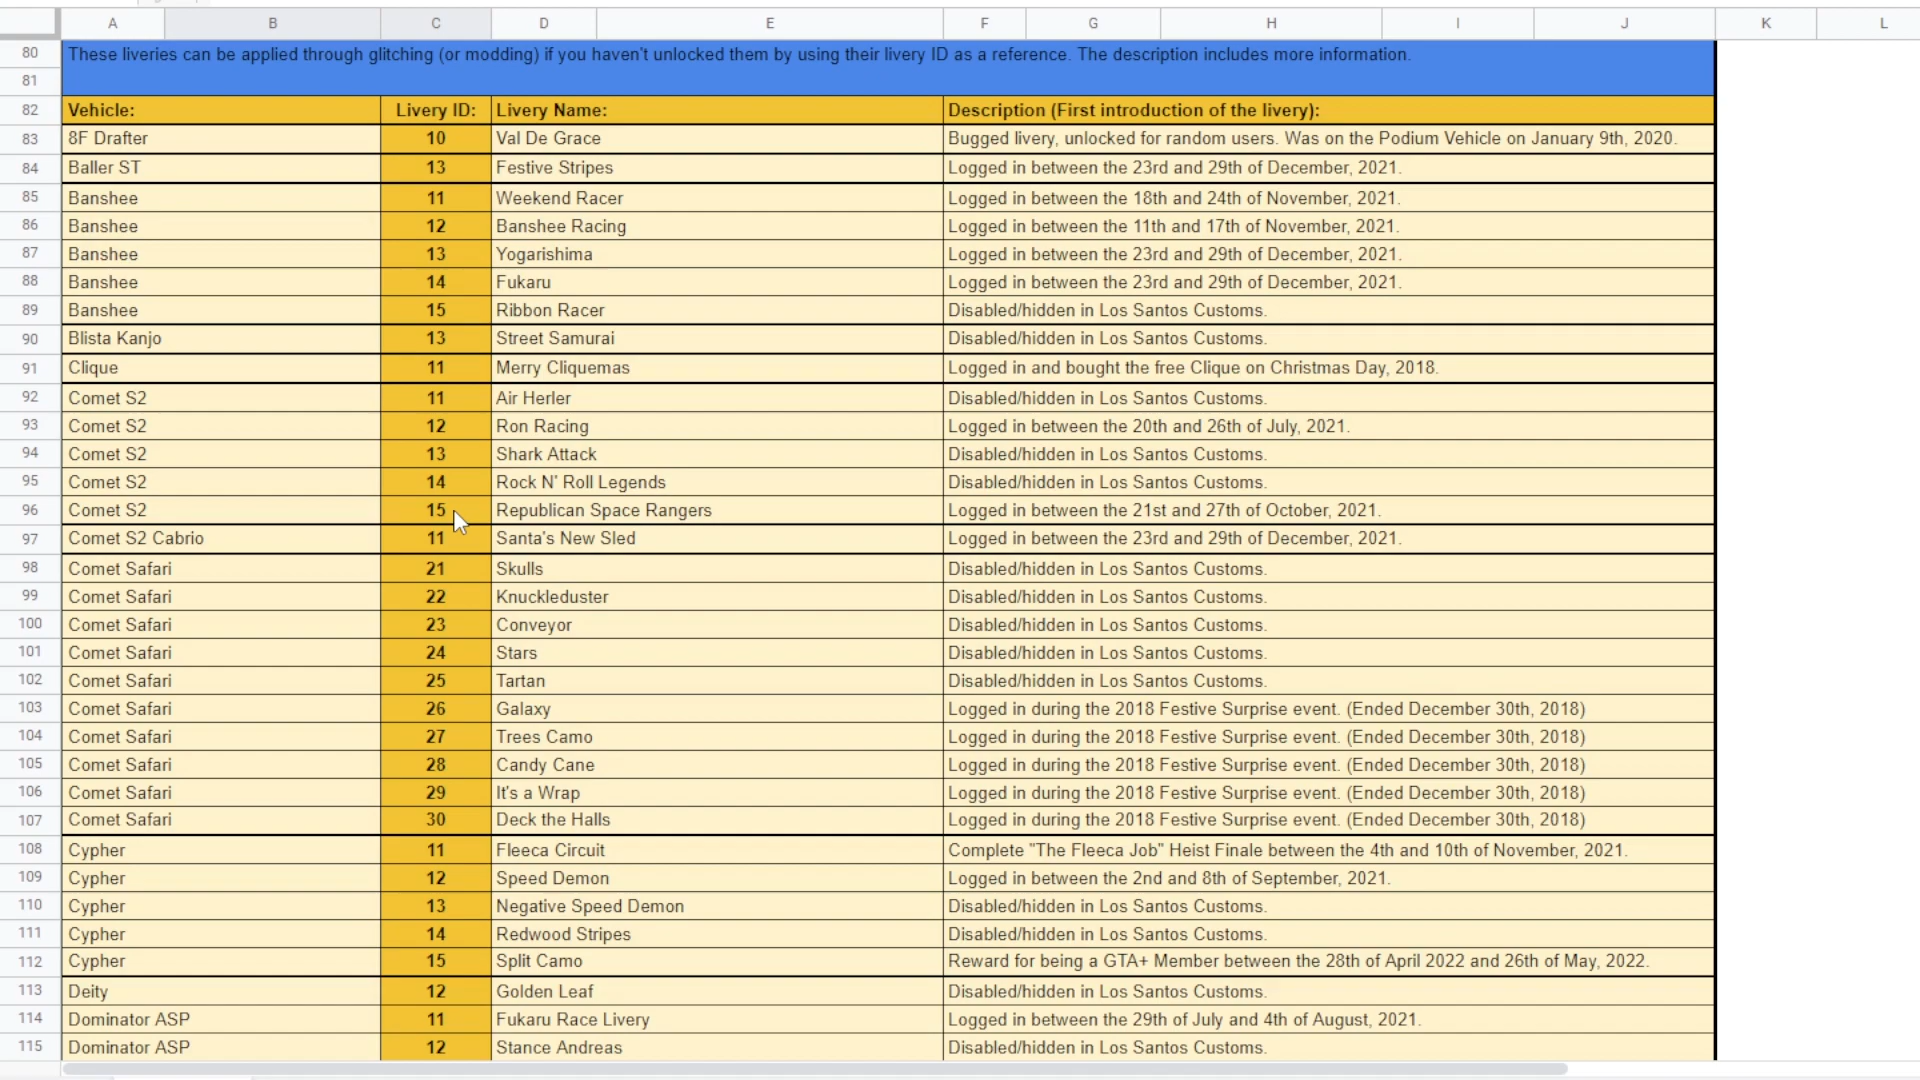 A B C D E F G H I J K L
80 These liveries can be applied through glitching (or modding) if you haven't unlocked them by using their livery ID as a reference. The description includes more information.
81
82 Vehicle: Livery ID: Livery Name: Description (First introduction of the livery):
83 8F Drafter 10 Val De Grace Bugged livery, unlocked for random users. Was on the Podium Vehicle on January 9th, 2020.
84 Baller ST 13 Festive Stripes Logged in between the 23rd and 29th of December, 2021.
85 Banshee 11 Weekend Racer Logged in between the 18th and 24th of November, 2021.
86 Banshee 12 Banshee Racing Logged in between the 11th and 17th of November, 2021.
87 Banshee 13 Yogarishima Logged in between the 23rd and 29th of December, 2021.
88 Banshee 14 Fukaru Logged in between the 23rd and 29th of December, 2021.
89 Banshee 15 Ribbon Racer Disabled/hidden in Los Santos Customs.
90 Blista Kanjo 13 Street Samurai Disabled/hidden in Los Santos Customs.
91 Clique 11 Merry Cliquemas Logged in and bought the free Clique on Christmas Day, 2018.
92 Comet S2 11 Air Herler Disabled/hidden in Los Santos Customs.
93 Comet S2 12 Ron Racing Logged in between the 20th and 26th of July, 2021.
94 Comet S2 13 Shark Attack Disabled/hidden in Los Santos Customs.
95 Comet S2 14 Rock N' Roll Legends Disabled/hidden in Los Santos Customs.
96 Comet S2 15 Republican Space Rangers Logged in between the 21st and 27th of October, 2021.
97 Comet S2 Cabrio 11 Santa's New Sled Logged in between the 23rd and 29th of December, 2021.
98 Comet Safari 21 Skulls Disabled/hidden in Los Santos Customs.
99 Comet Safari 22 Knuckleduster Disabled/hidden in Los Santos Customs.
100 Comet Safari 23 Conveyor Disabled/hidden in Los Santos Customs.
101 Comet Safari 24 Stars Disabled/hidden in Los Santos Customs.
102 Comet Safari 25 Tartan Disabled/hidden in Los Santos Customs.
103 Comet Safari 26 Galaxy Logged in during the 2018 Festive Surprise event. (Ended December 30th, 2018)
104 Comet Safari 27 Trees Camo Logged in during the 2018 Festive Surprise event. (Ended December 30th, 2018)
105 Comet Safari 28 Candy Cane Logged in during the 2018 Festive Surprise event. (Ended December 30th, 2018)
106 Comet Safari 29 It's a Wrap Logged in during the 2018 Festive Surprise event. (Ended December 30th, 2018)
107 Comet Safari 30 Deck the Halls Logged in during the 2018 Festive Surprise event. (Ended December 30th, 2018)
108 Cypher 11 Fleeca Circuit Complete "The Fleeca Job" Heist Finale between the 4th and 10th of November, 2021.
109 Cypher 12 Speed Demon Logged in between the 2nd and 8th of September, 2021.
110 Cypher 13 Negative Speed Demon Disabled/hidden in Los Santos Customs.
111 Cypher 14 Redwood Stripes Disabled/hidden in Los Santos Customs.
112 Cypher 15 Split Camo Reward for being a GTA+ Member between the 28th of April 2022 and 26th of May, 2022.
113 Deity 12 Golden Leaf Disabled/hidden in Los Santos Customs.
114 Dominator ASP 11 Fukaru Race Livery Logged in between the 29th of July and 4th of August, 2021.
115 Dominator ASP 12 Stance Andreas Disabled/hidden in Los Santos Customs.